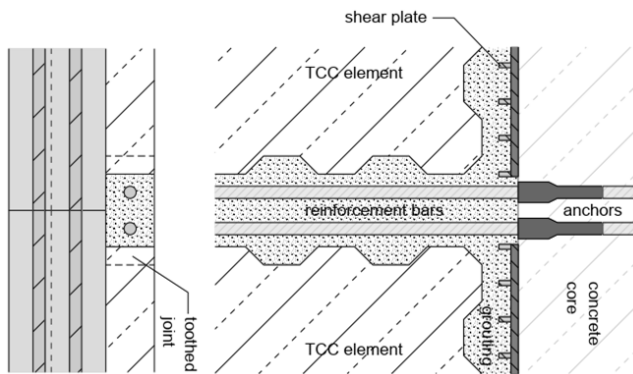 shear plate
TCC element
reinforcement bars
anchors
toothed
joint
grouting
concrete
core
TCC element